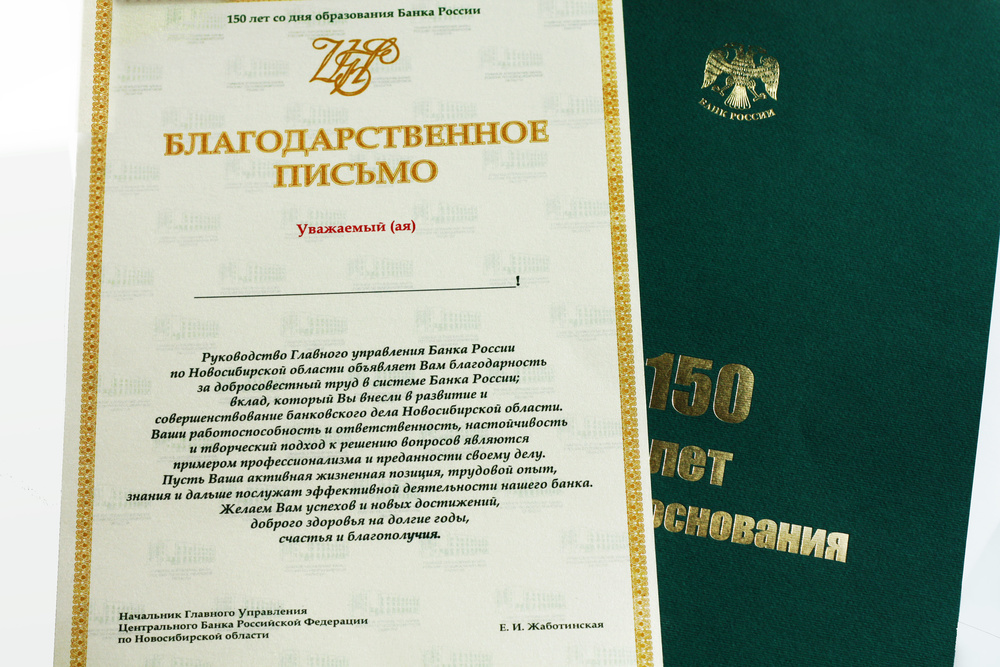 150 лет со дня образования Банка России
БЛАГОДАРСТВЕННОЕ
ПИСЬМО
Уважаемый (ая)
!
Руководство Главного управления Банка России
по Новосибирской области объявляет Вам благодарность
за добросовестный труд в системе Банка России;
вклад, который Вы внесли в развитие и
совершенствование банковского дела Новосибирской области.
Ваши работоспособность и ответственность, настойчивость
и творческий подход к решению вопросов являются
примером профессионализма и преданности своему делу.
Пусть Ваша активная жизненная позиция, трудовой опыт,
знания и дальше послужат эффективной деятельности нашего банка.
Желаем Вам успехов и новых достижений,
доброго здоровья на долгие годы,
счастья и благополучия.
Начальник Главного Управления
Центрального Банка Российской Федерации
по Новосибирской области
Е. И. Жаботинская
БАНК РОССИИ
150
лет
основания